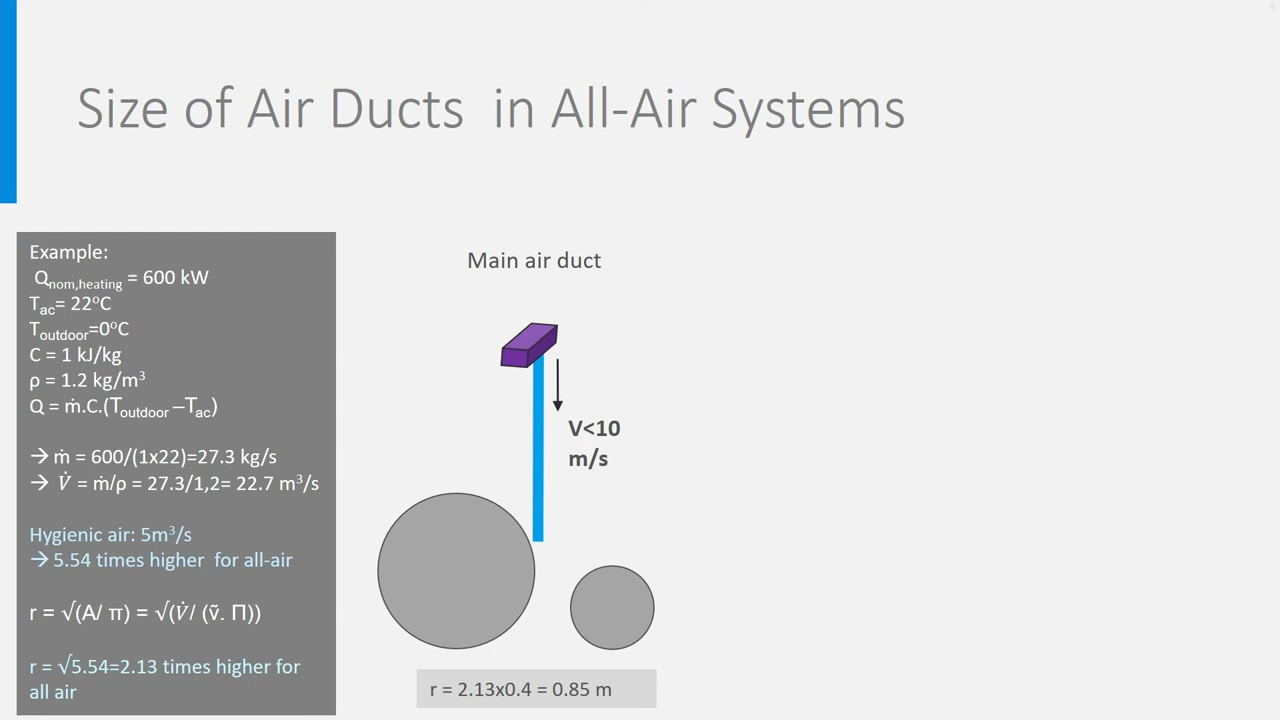 9
Size of Air Ducts  in All-Air Systems
Example:
Qnom,heating = 600 kW
Tac= 22°C
Toutdoor=0°C
C = 1 kJ/kg
ρ = 1.2 kg/m³
Q = ṁ.C.(Toutdoor –Tac)
→ ṁ = 600/(1x22)=27.3 kg/s
→ V̇ = ṁ/ρ = 27.3/1,2= 22.7 m³/s
Hygienic air: 5m³/s
→ 5.54 times higher  for all-air
r = √(A/ π) = √(V̇/ (ṽ. Π))
r = √5.54=2.13 times higher for
all air
Main air duct
V<10
m/s
r = 2.13x0.4 = 0.85 m